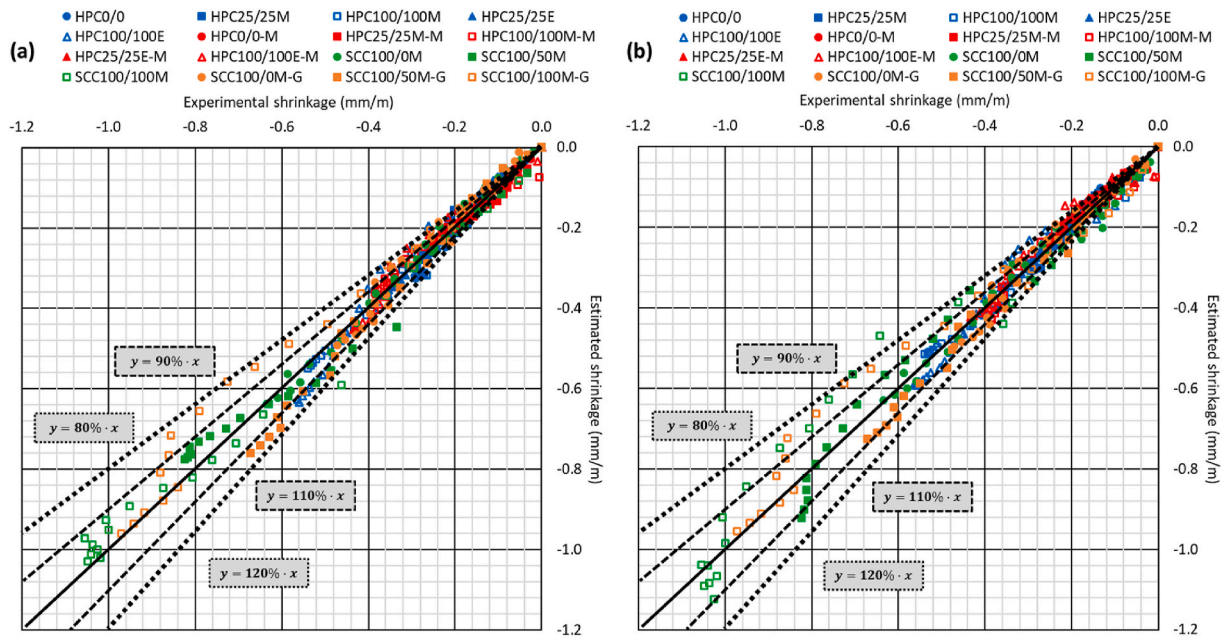 (a)
HPC0/0 HPC25/25M HPC100/100M HPC25/25E
HPC100/100E HPC0/0-M HPC25/25M-M HPC100/100M-M
HPC25/25E-M HPC100/100E-M SCC100/0M SCC100/50M
SCC100/100M SCC100/0M-G SCC100/50M-G SCC100/100M-G
Experimental shrinkage (mm/m)
-1.2 -1.0 -0.8 -0.6 -0.4 -0.2 0.0
0.0
-0.2
-0.4
-0.6
-0.8
-1.0
-1.2
Estimated shrinkage (mm/m)
y = 90% · x
y = 80% · x
y = 110% · x
y = 120% · x
(b)
HPC0/0 HPC25/25M HPC100/100M HPC25/25E
HPC100/100E HPC0/0-M HPC25/25M-M HPC100/100M-M
HPC25/25E-M HPC100/100E-M SCC100/0M SCC100/50M
SCC100/100M SCC100/0M-G SCC100/50M-G SCC100/100M-G
Experimental shrinkage (mm/m)
-1.2 -1.0 -0.8 -0.6 -0.4 -0.2 0.0
0.0
-0.2
-0.4
-0.6
-0.8
-1.0
-1.2
Estimated shrinkage (mm/m)
y = 90% · x
y = 80% · x
y = 110% · x
y = 120% · x